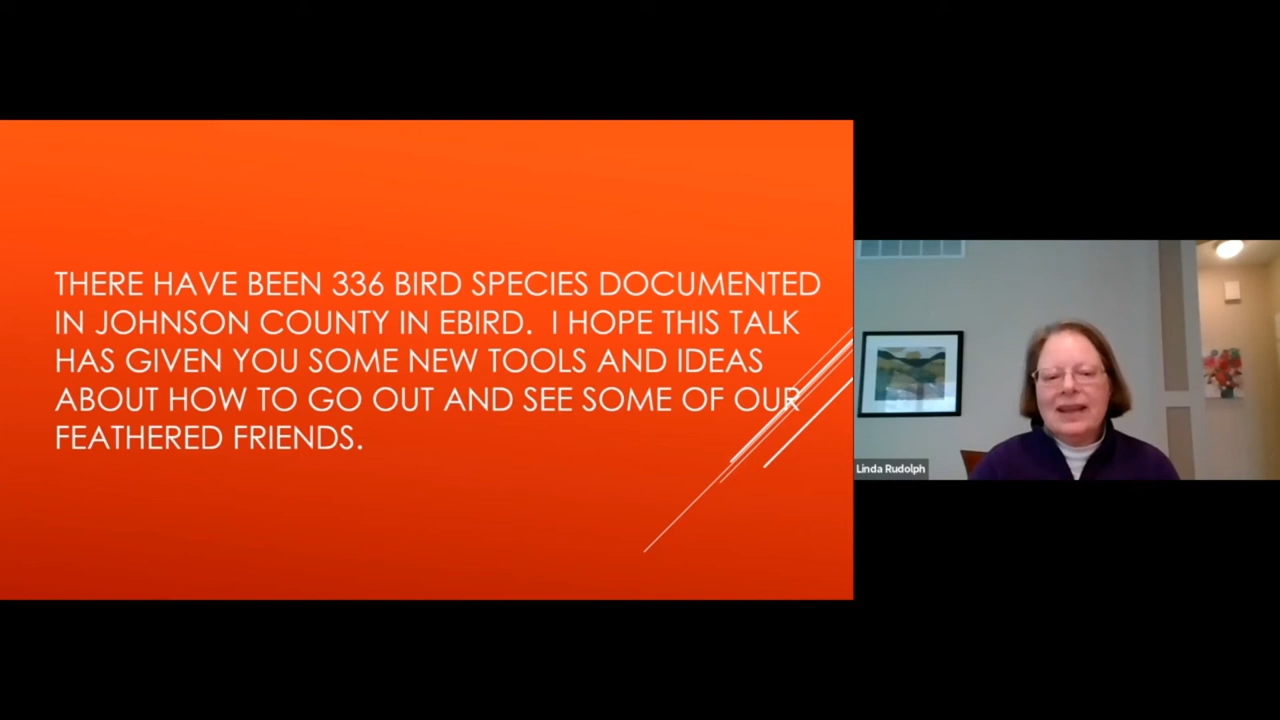 THERE HAVE BEEN 336 BIRD SPECIES DOCUMENTED
IN JOHNSON COUNTY IN EBIRD.  I HOPE THIS TALK
HAS GIVEN YOU SOME NEW TOOLS AND IDEAS
ABOUT HOW TO GO OUT AND SEE SOME OF OUR
FEATHERED FRIENDS.
Linda Rudolph